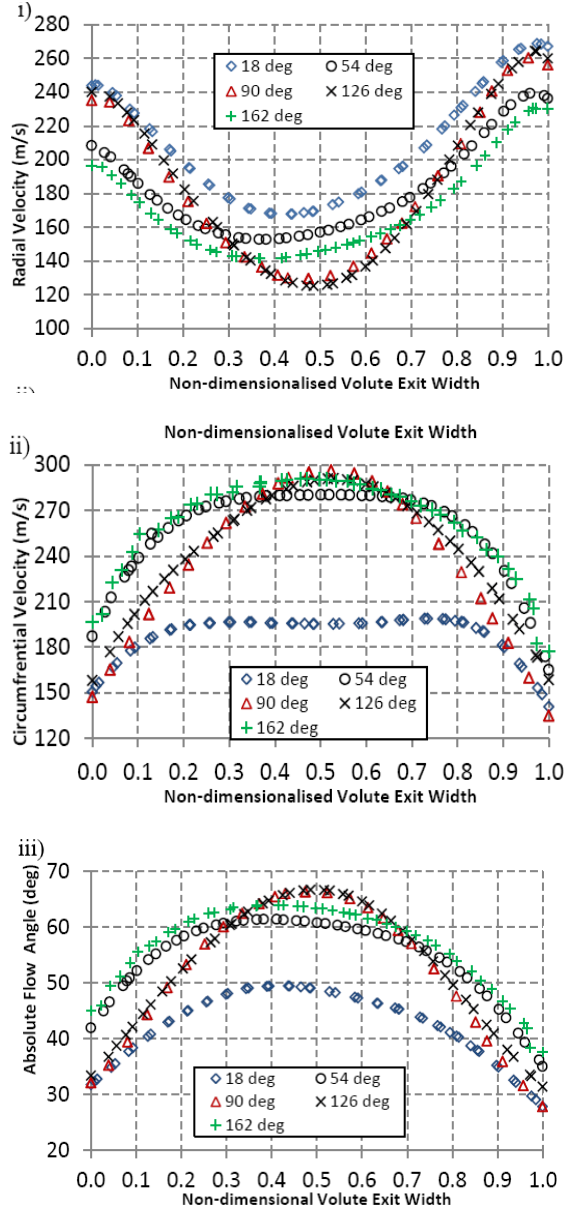 i)
280
260
240
220
200
180
160
140
120
100
Radial Velocity (m/s)
18 deg
54 deg
90 deg
126 deg
162 deg
0.0 0.1 0.2 0.3 0.4 0.5 0.6 0.7 0.8 0.9 1.0
Non-dimensionalised Volute Exit Width
ii)
Non-dimensionalised Volute Exit Width
300
270
240
210
180
150
120
Circumfrential Velocity (m/s)
18 deg
54 deg
90 deg
126 deg
162 deg
0.0 0.1 0.2 0.3 0.4 0.5 0.6 0.7 0.8 0.9 1.0
Non-dimensionalised Volute Exit Width
iii)
70
60
50
40
30
20
Absolute Flow Angle (deg)
18 deg
54 deg
90 deg
126 deg
162 deg
0.0 0.1 0.2 0.3 0.4 0.5 0.6 0.7 0.8 0.9 1.0
Non-dimensional Volute Exit Width